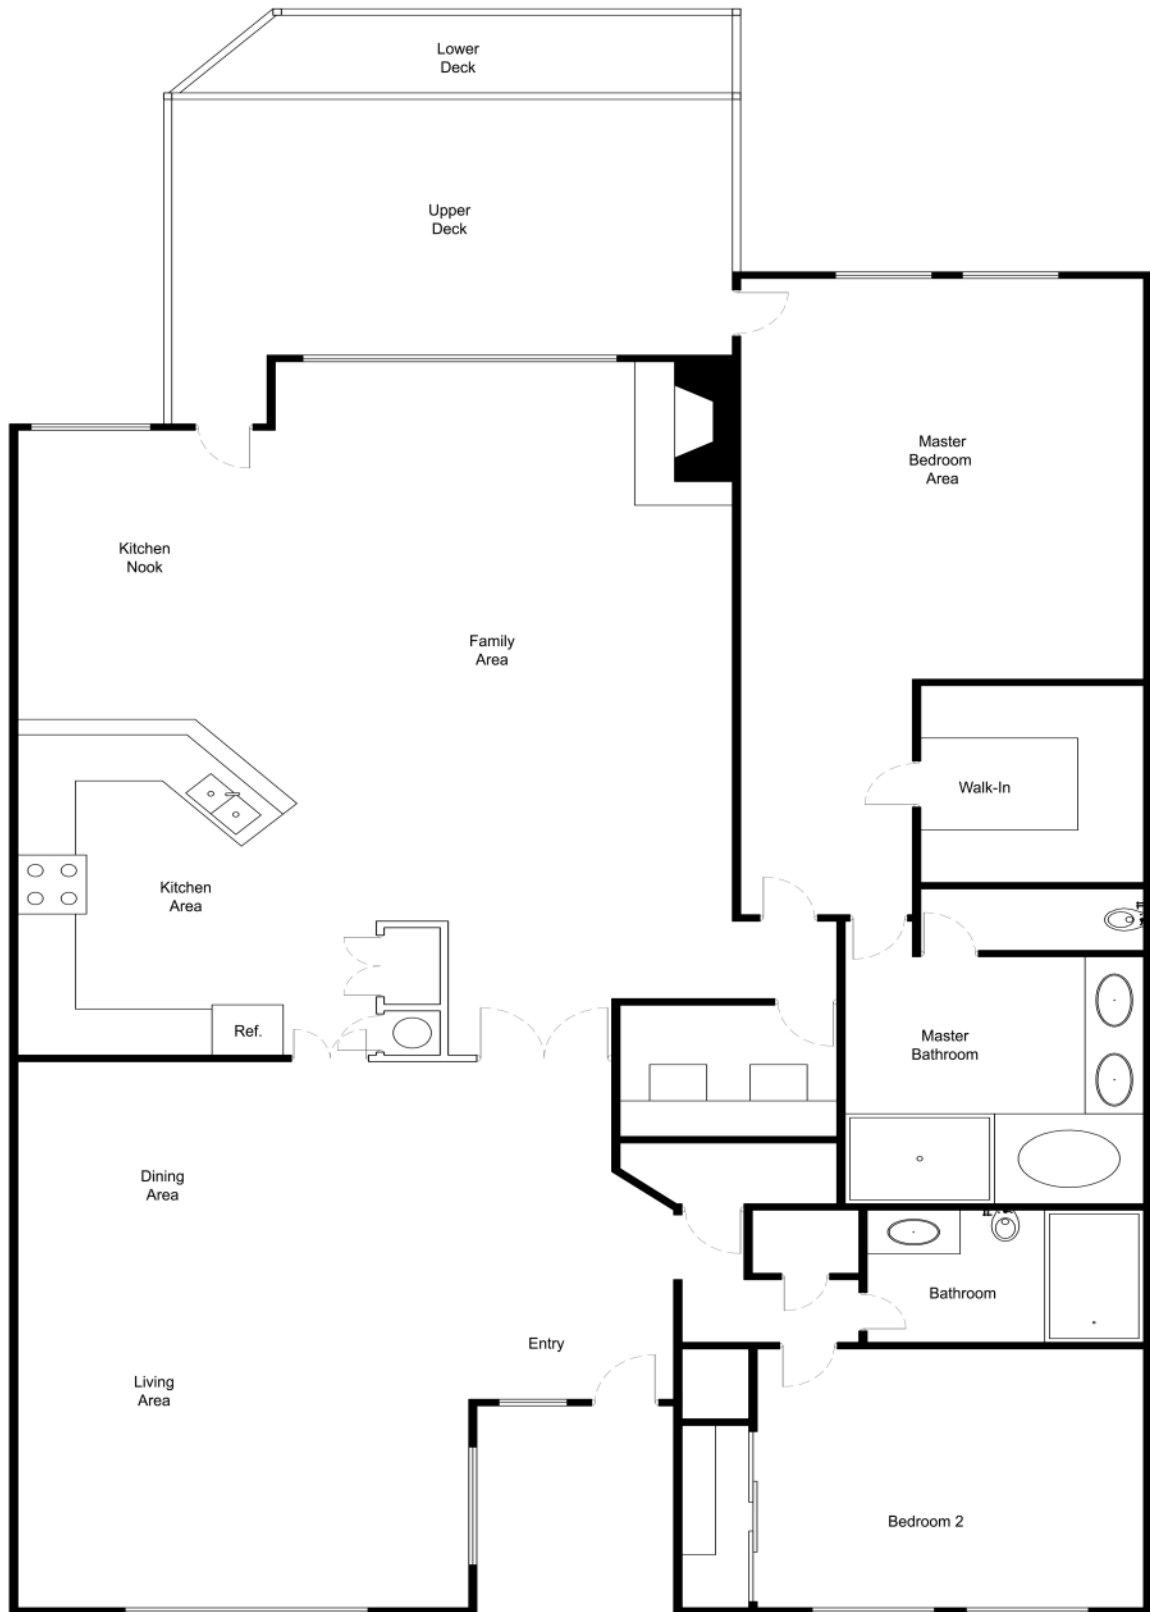 Lower
Deck
Upper
Deck
Master
Bedroom
Area
Kitchen
Nook
Family
Area
Walk-In
Kitchen
Area
Ref.
Master
Bathroom
Dining
Area
Bathroom
Entry
Living
Area
Bedroom 2